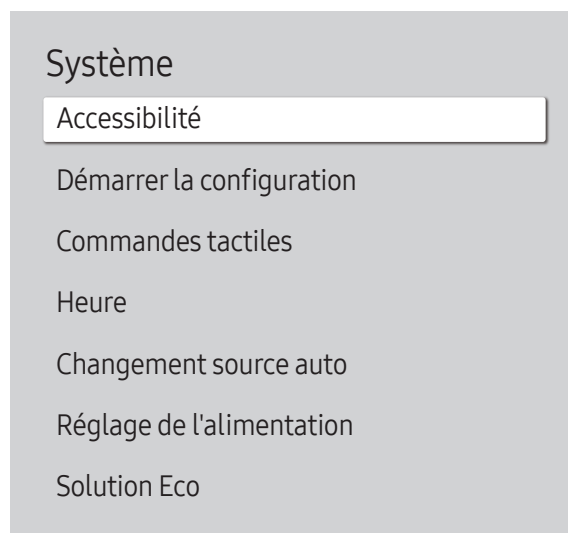 Système
Accessibilité
Démarrer la configuration
Commandes tactiles
Heure
Changement source auto
Réglage de l'alimentation
Solution Eco